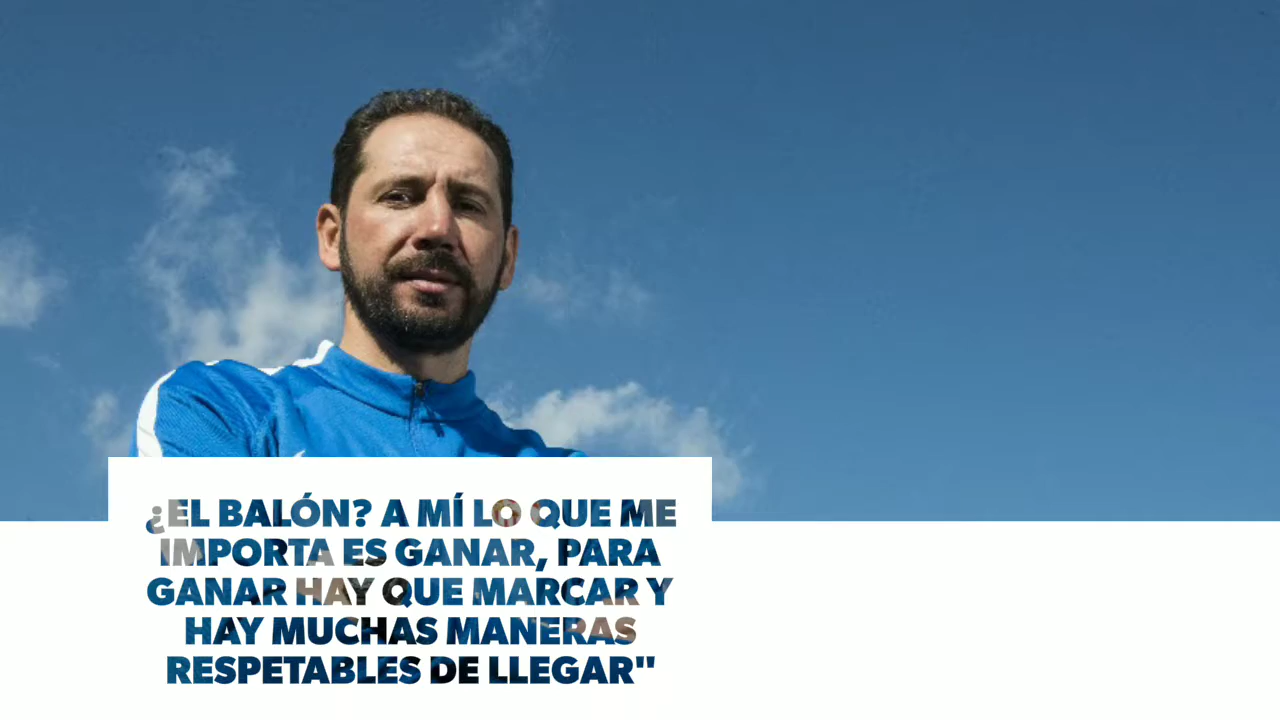 ¿EL BALÓN? A MÍ LO QUE ME
IMPORTA ES GANAR, PARA
GANAR HAY QUE MARCAR Y
HAY MUCHAS MANERAS
RESPETABLES DE LLEGAR"